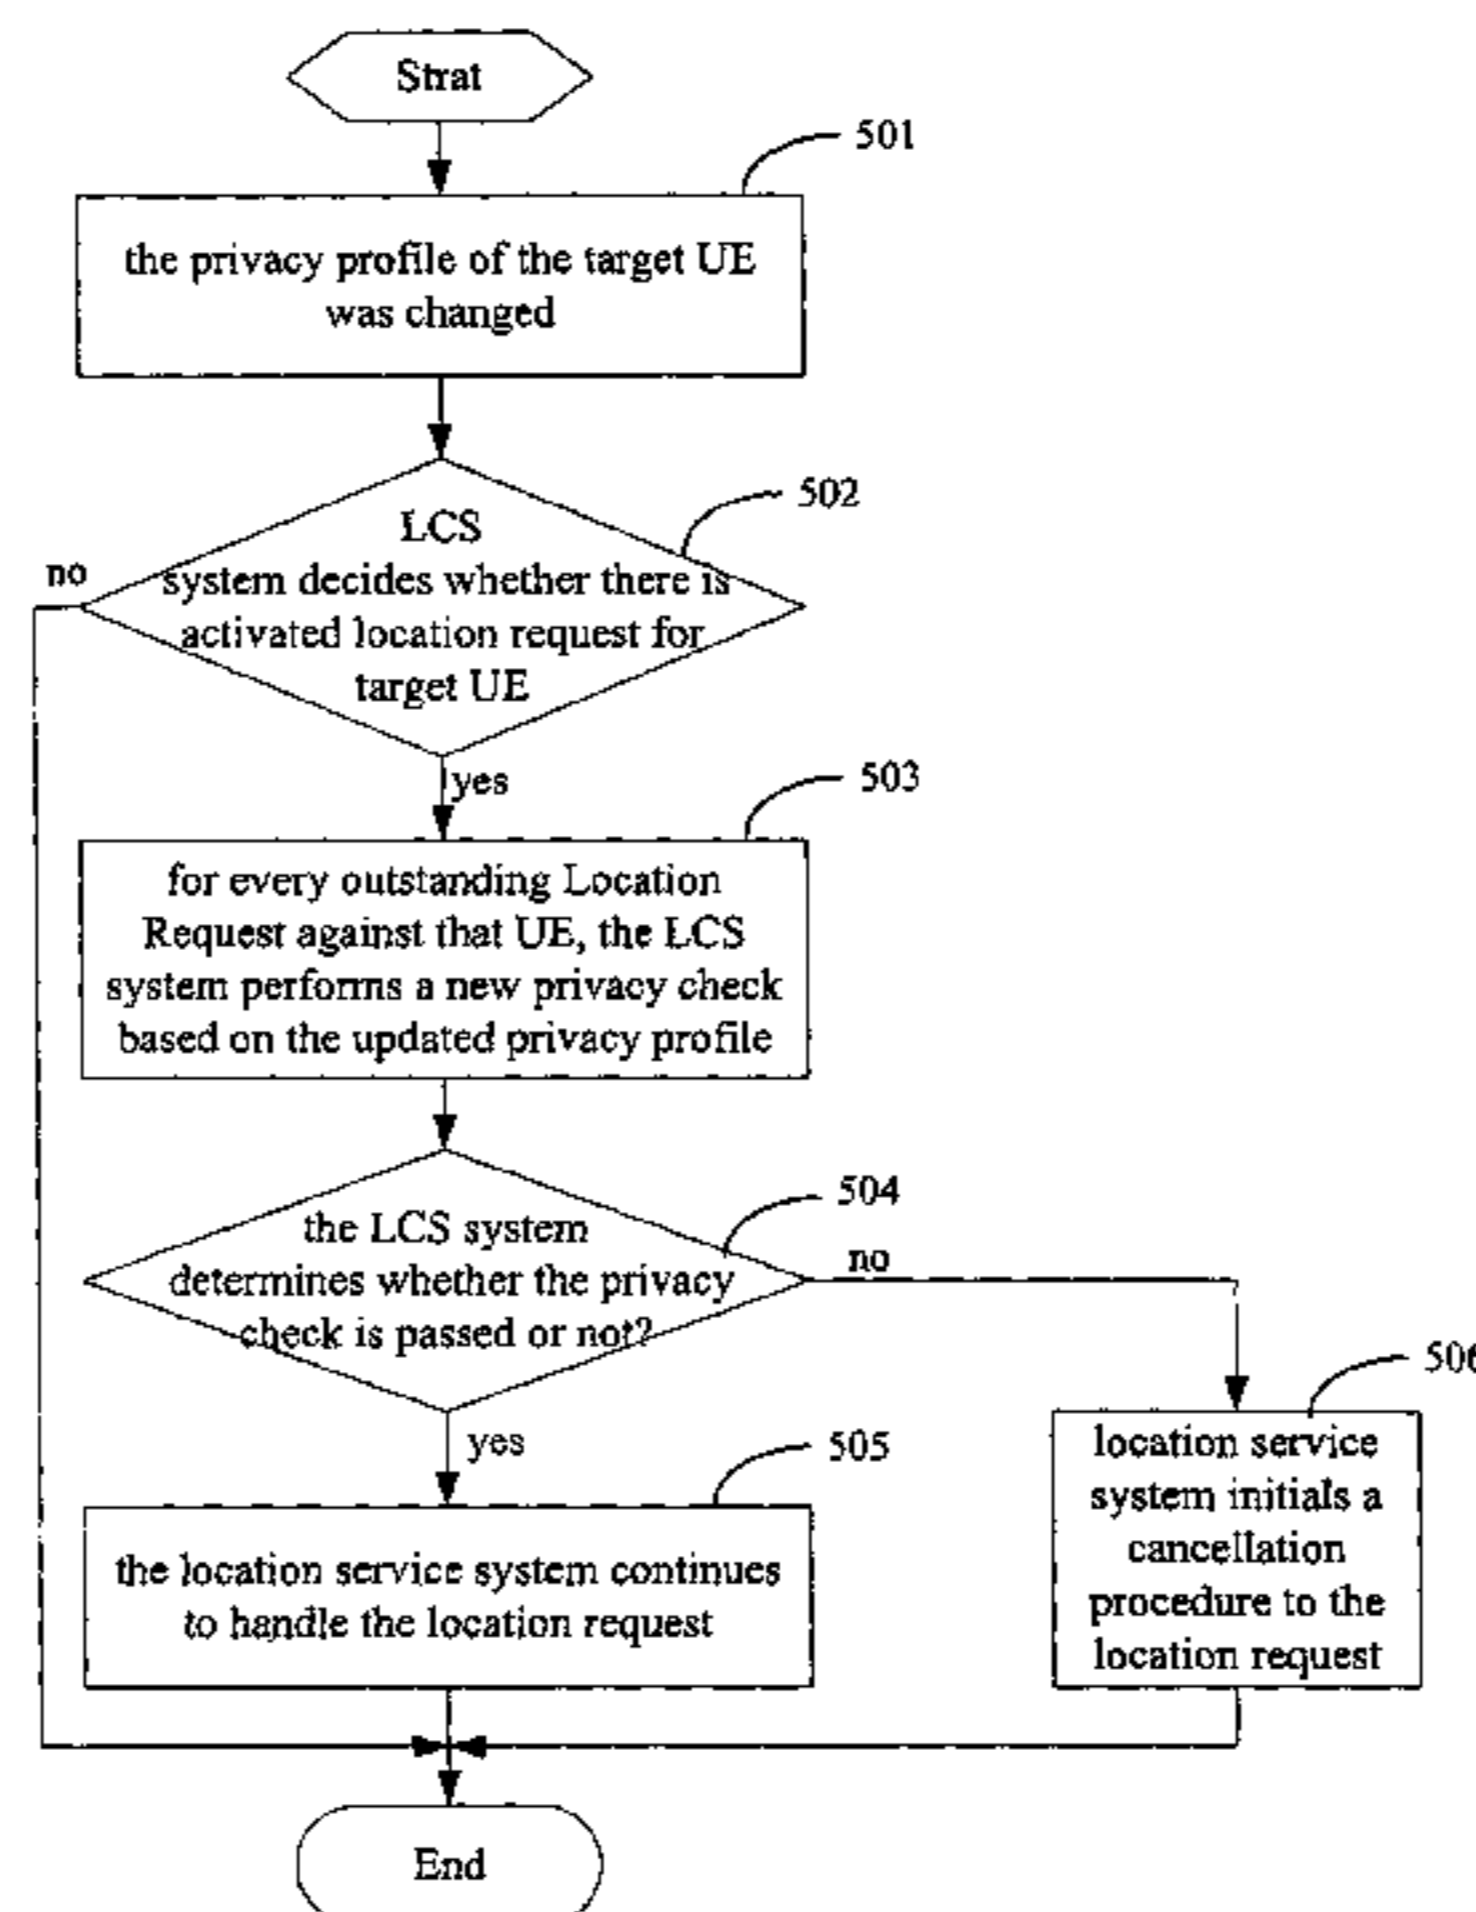 Strat
501
the privacy profile of the target UE
was changed
502
LCS
system decides whether there is
activated location request for
target UE
no
yes
503
for every outstanding Location
Request against that UE, the LCS
system performs a new privacy check
based on the updated privacy profile
504
the LCS system
determines whether the privacy
check is passed or not?
no
yes
505
the location service system continues
to handle the location request
506
location service
system initials a
cancellation
procedure to the
location request
End